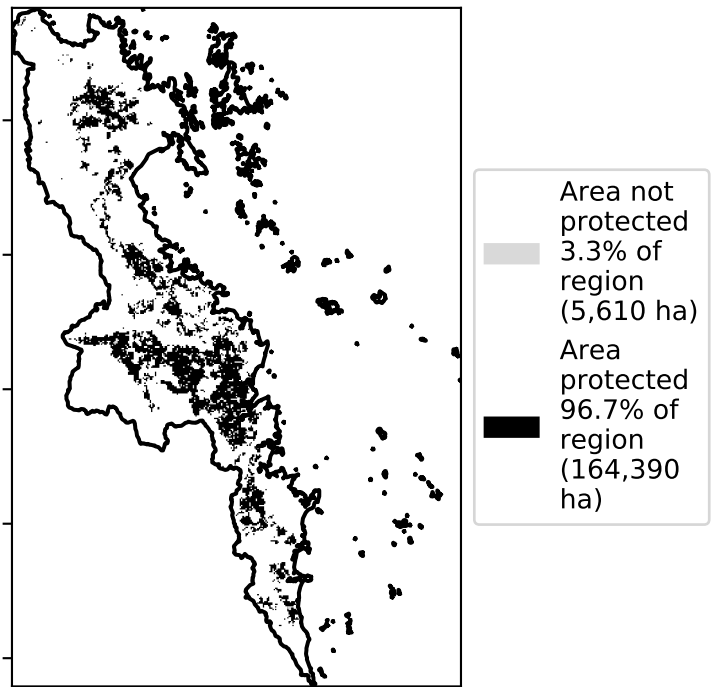 Area not
protected
3.3% of
region
(5,610 ha)
Area
protected
96.7% of
region
(164,390
ha)